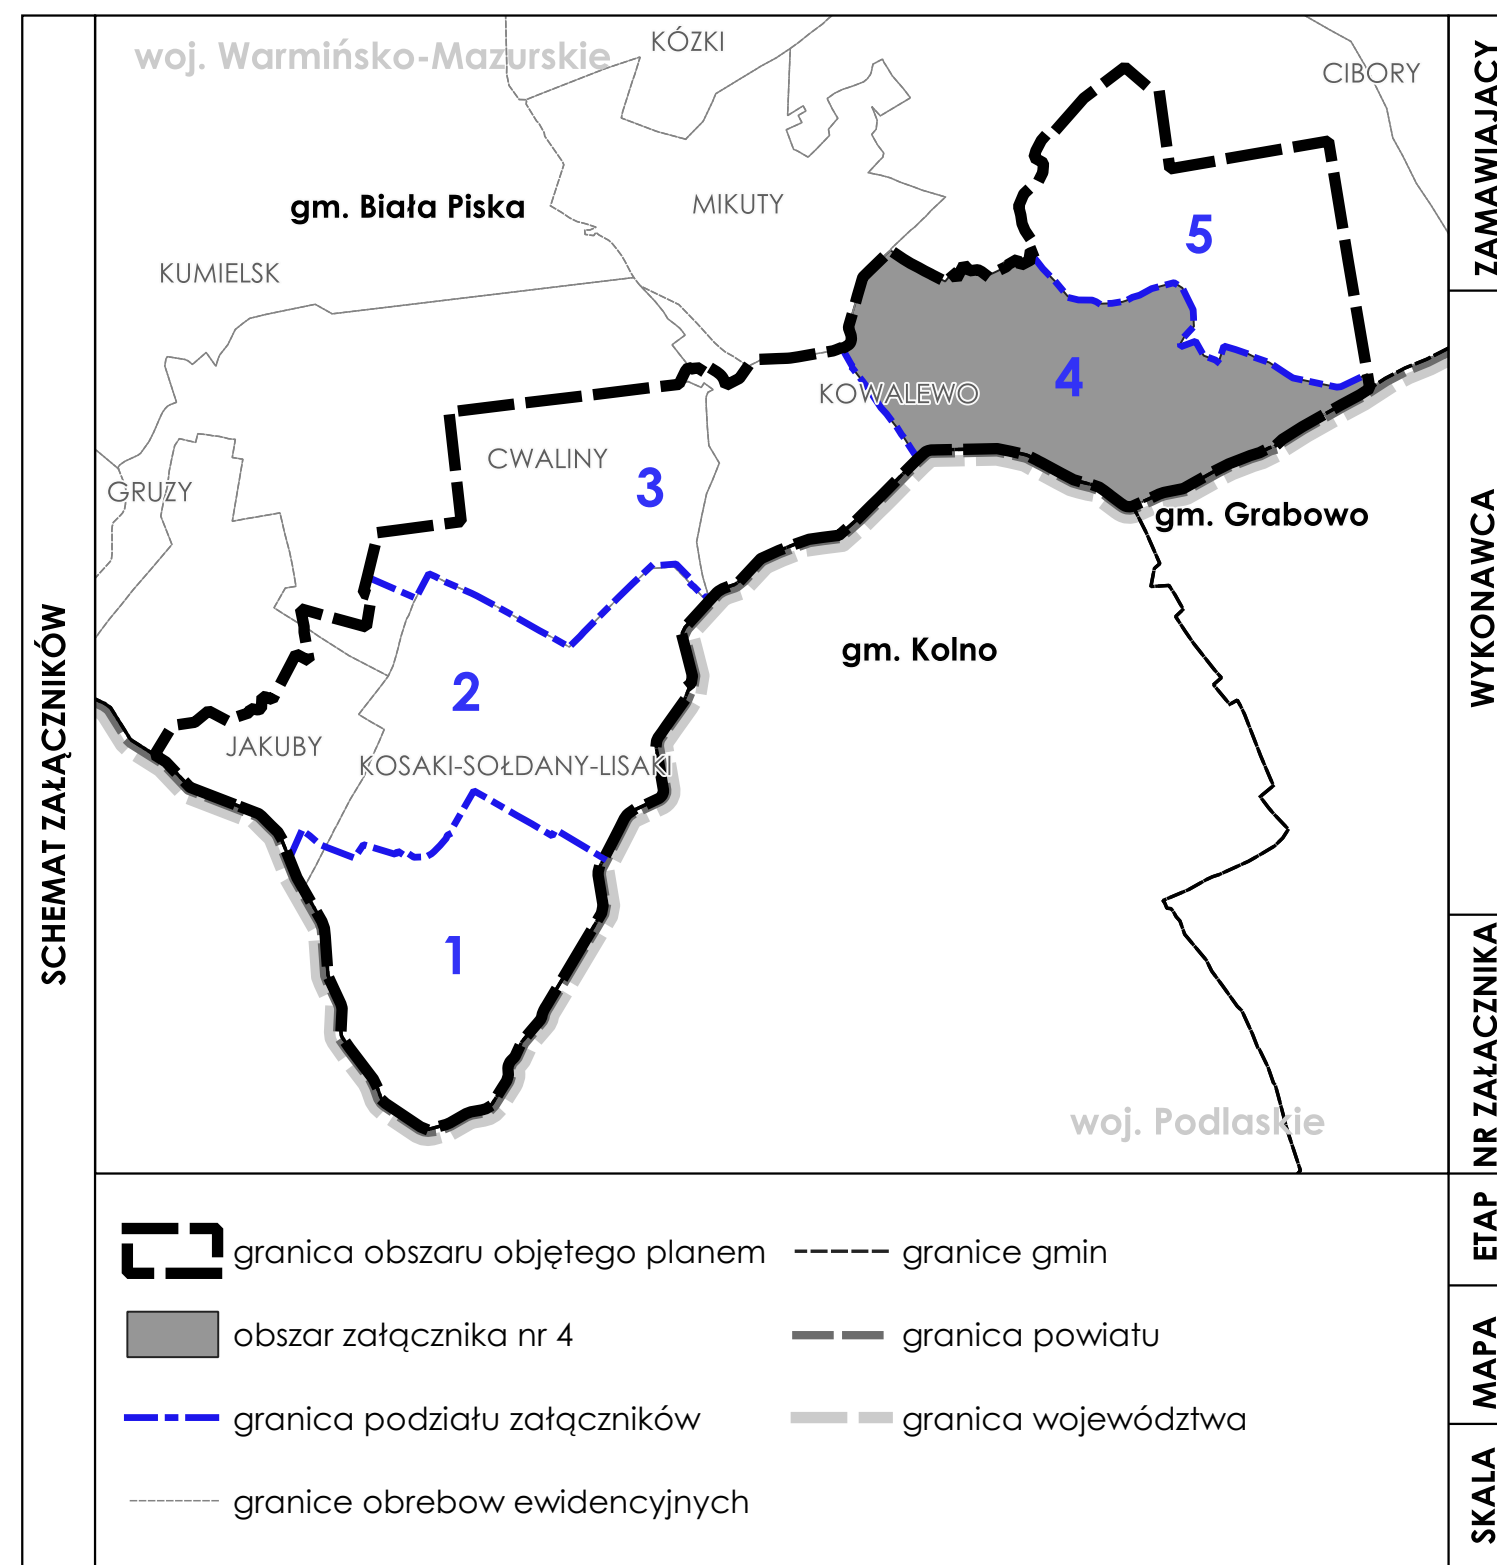 SCHEMAT ZAŁĄCZNIKÓW
woj. Warmińsko-Mazurskie
KÓZKI
CIBORY
gm. Biała Piska
MIKUTY
5
KUMIELSK
4
KOWALEWO
CWALINY
3
GRUZY
gm. Grabowo
gm. Kolno
2
JAKUBY
KOSAKI-SOŁDANY-LISAKI
1
woj. Podlaskie
granica obszaru objętego planem
obszar załącznika nr 4
granica podziału załączników
granice obrebow ewidencyjnych
granice gmin
granica powiatu
granica województwa
ZAMAWIAJĄCY
WYKONAWCA
NR ZAŁĄCZNIKA
ETAP
MAPA
SKALA